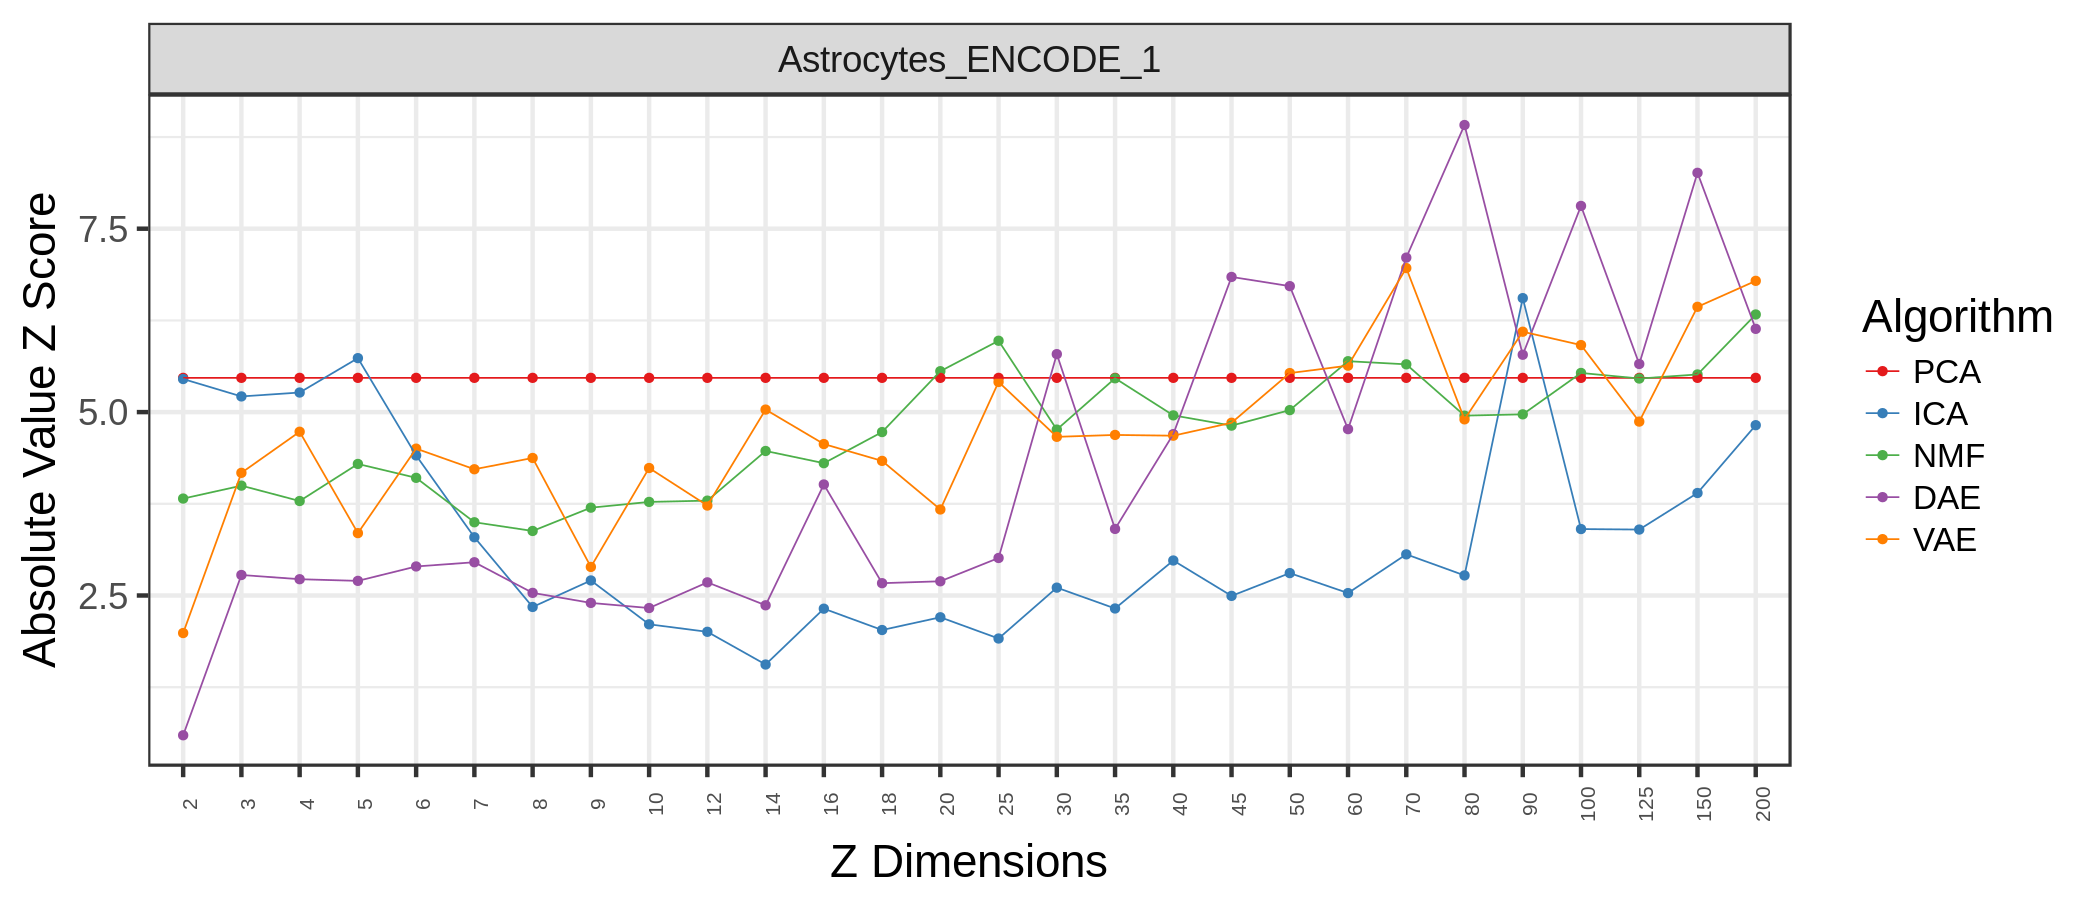 Astrocytes_ENCODE_1
Absolute Value Z Score
7.5
5.0
2.5
2 3 4 5 6 7 8 9 10 12 14 16 18 20 25 30 35 40 45 50 60 70 80 90 100 125 150 200
Z Dimensions
Algorithm
PCA
ICA
NMF
DAE
VAE